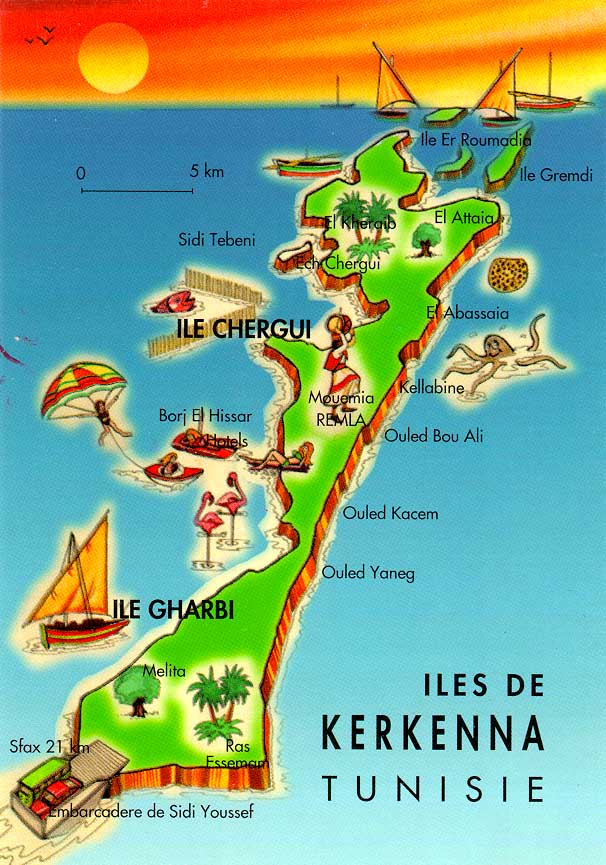 Ile Er Roumadia
0 5 km
Ile Gremdi
El Kheraib
El Attaia
Sidi Tebeni
Ech Chergui
El Abassaia
ILE CHERGUI
Kellabine
Mouemia
REMLA
Borj El Hissar
Hotels
Ouled Bou Ali
Ouled Kacem
Ouled Yaneg
ILE GHARBI
Melita
ILES DE
KERKENNA
TUNISIE
Sfax 21 km
Ras
Essemam
Embarcadere de Sidi Youssef